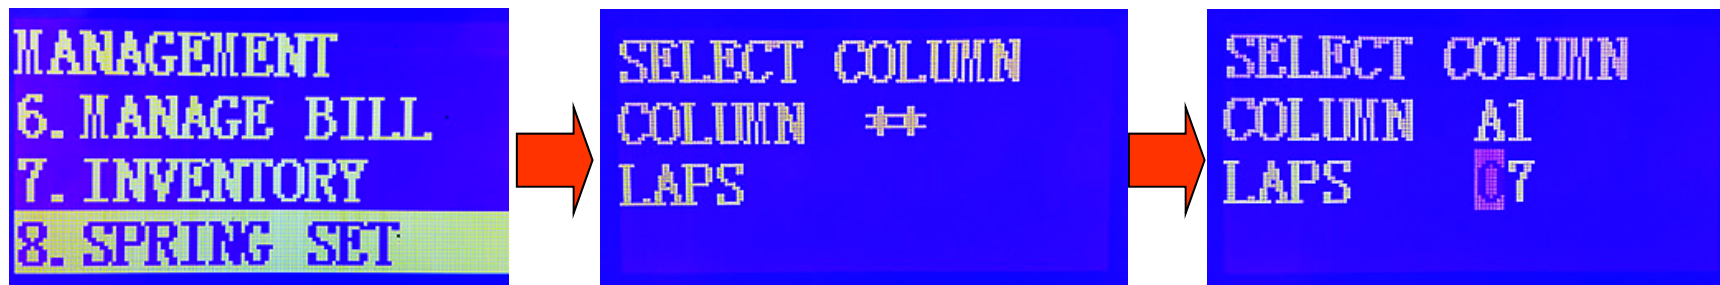 MANAGEMENT
6. MANAGE BILL
7. INVENTORY
8. SPRING SET
SELECT COLUMN
COLUMN **
LAPS
SELECT COLUMN
COLUMN A1
LAPS 07